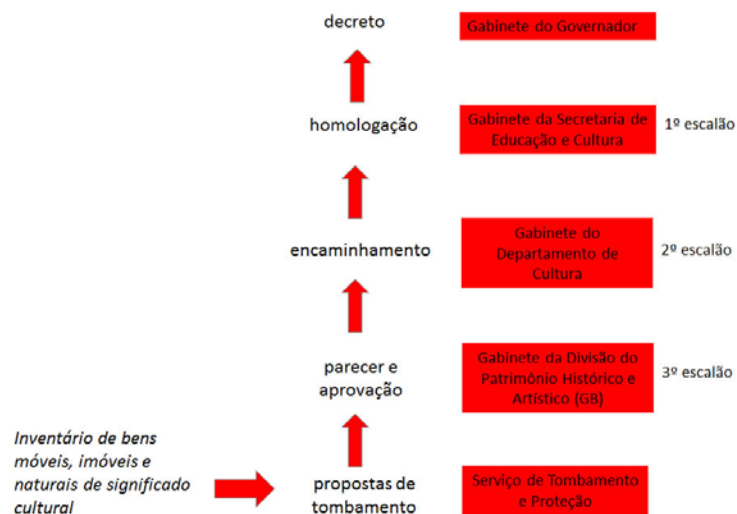 decreto
Gabinete do Governador
homologação
Gabinete da Secretaria de
Educação e Cultura
1º escalão
encaminhamento
Gabinete do
Departamento de
Cultura
2º escalão
parecer e
aprovação
Gabinete da Divisão do
Patrimônio Histórico e
Artístico (GB)
3º escalão
Inventário de bens
móveis, imóveis e
naturais de significado
cultural
propostas de
tombamento
Serviço de Tombamento
e Proteção